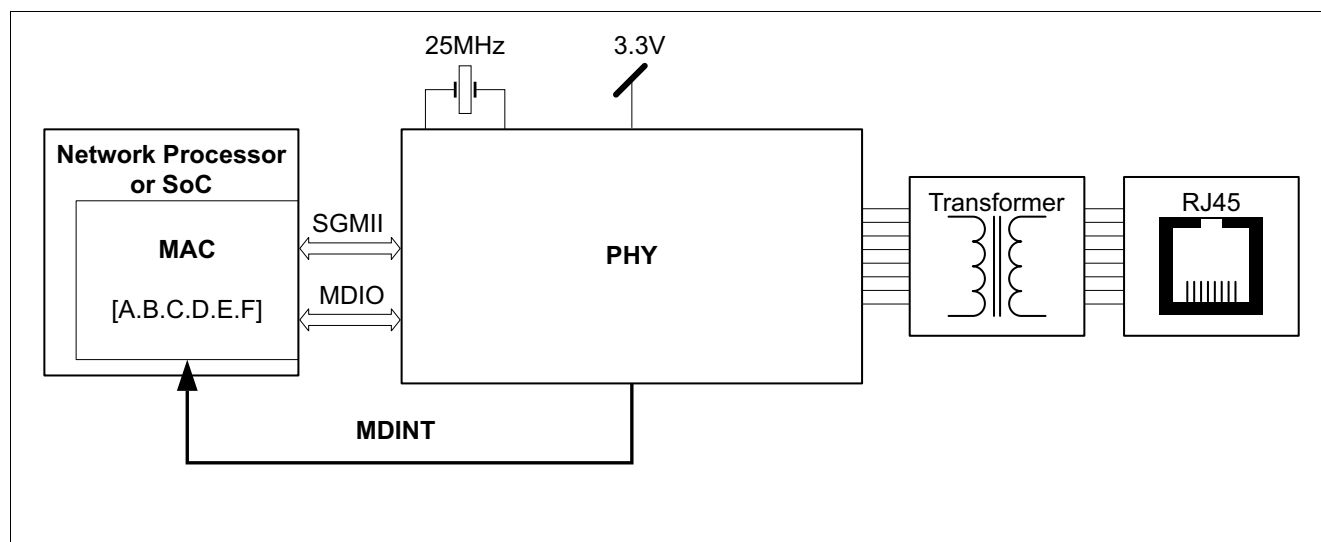 25MHz
3.3V
Network Processor
or SoC
MAC
[A.B.C.D.E.F]
SGMII
MDIO
PHY
Transformer
RJ45
MDINT